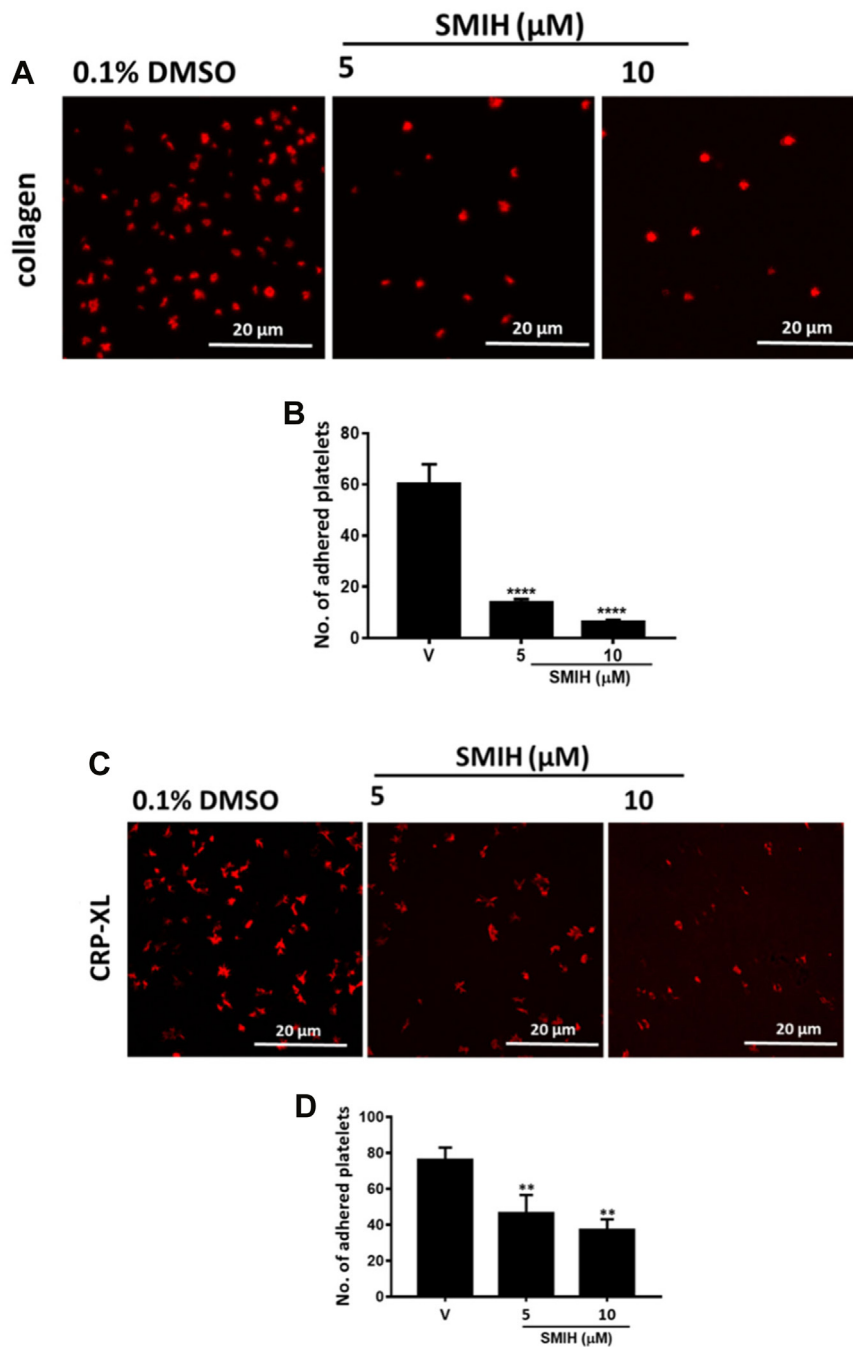 A
SMIH (µM)
0.1% DMSO
5
10
collagen
20 µm
20 µm
20 µm
B
No. of adhered platelets
80
60
40
20
0
****
****
V
5
10
SMIH (µM)
C
SMIH (µM)
0.1% DMSO
5
10
CRP-XL
20 µm
20 µm
20 µm
D
No. of adhered platelets
100
80
60
40
20
0
**
**
V
5
10
SMIH (µM)